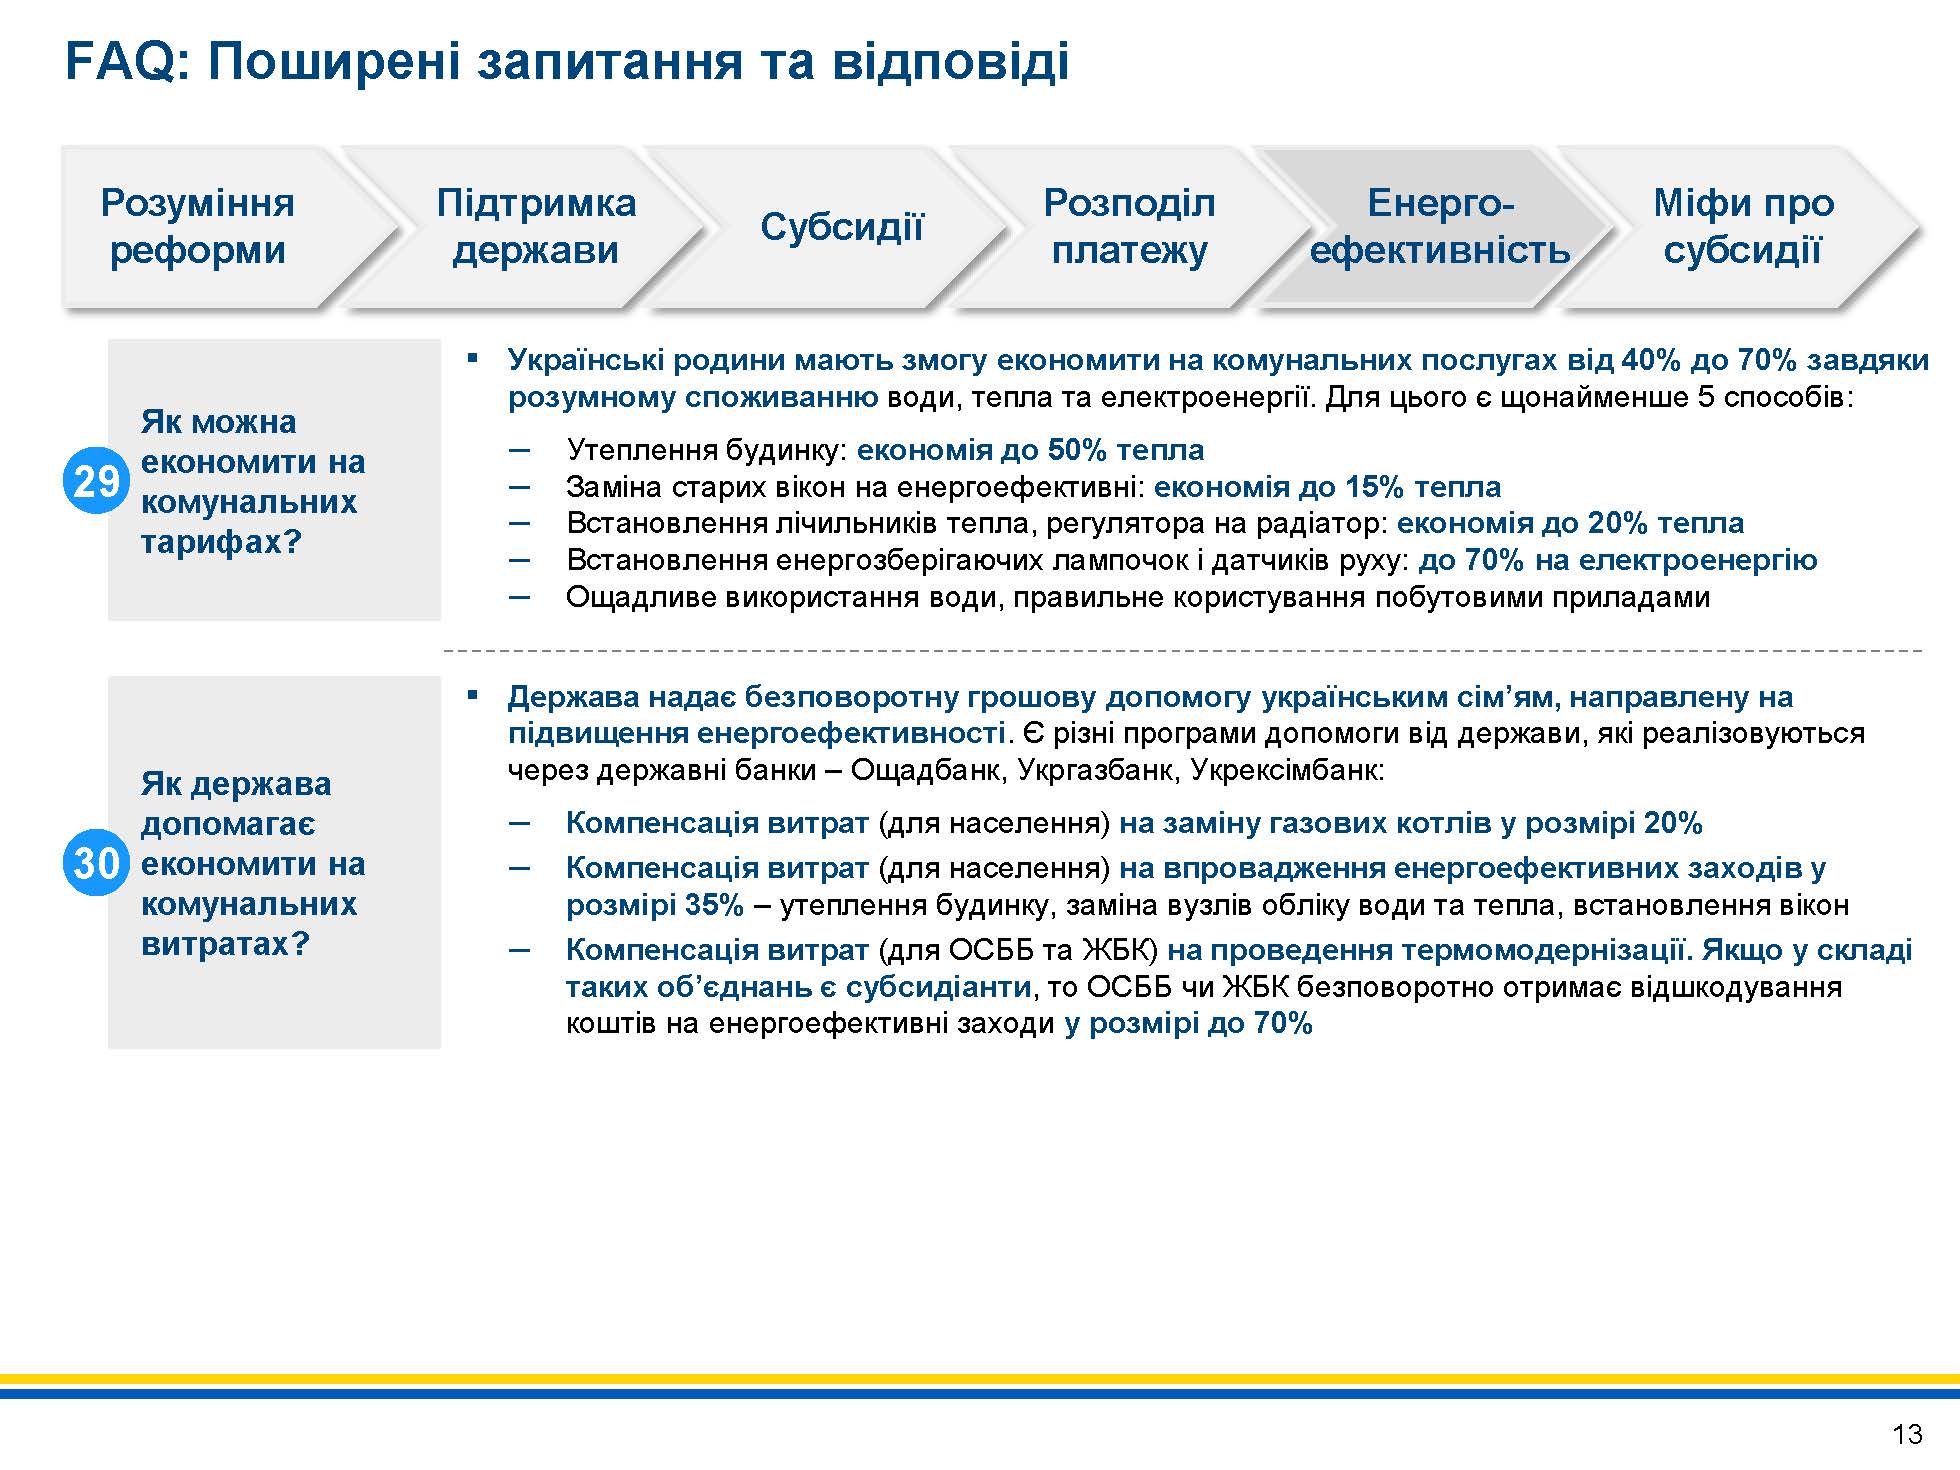 FAQ: Поширені запитання та відповіді
Розуміння
реформи
Підтримка
держави
Субсидії
Розподіл
платежу
Енерго-
ефективність
Міфи про
субсидії
29
Як можна
економити на
комунальних
тарифах?
▪ Українські родини мають змогу економити на комунальних послугах від 40% до 70% завдяки
розумному споживанню води, тепла та електроенергії. Для цього є щонайменше 5 способів:
– Утеплення будинку: економія до 50% тепла
– Заміна старих вікон на енергоефективні: економія до 15% тепла
– Встановлення лічильників тепла, регулятора на радіатор: економія до 20% тепла
– Встановлення енергозберігаючих лампочок і датчиків руху: до 70% на електроенергію
– Ощадливе використання води, правильне користування побутовими приладами
30
Як держава
допомагає
економити на
комунальних
витратах?
▪ Держава надає безповоротну грошову допомогу українським сім’ям, направлену на
підвищення енергоефективності. Є різні програми допомоги від держави, які реалізовуються
через державні банки – Ощадбанк, Укргазбанк, Укрексімбанк:
– Компенсація витрат (для населення) на заміну газових котлів у розмірі 20%
– Компенсація витрат (для населення) на впровадження енергоефективних заходів у
розмірі 35% – утеплення будинку, заміна вузлів обліку води та тепла, встановлення вікон
– Компенсація витрат (для ОСББ та ЖБК) на проведення термомодернізації. Якщо у складі
таких об’єднань є субсидіанти, то ОСББ чи ЖБК безповоротно отримає відшкодування
коштів на енергоефективні заходи у розмірі до 70%
13